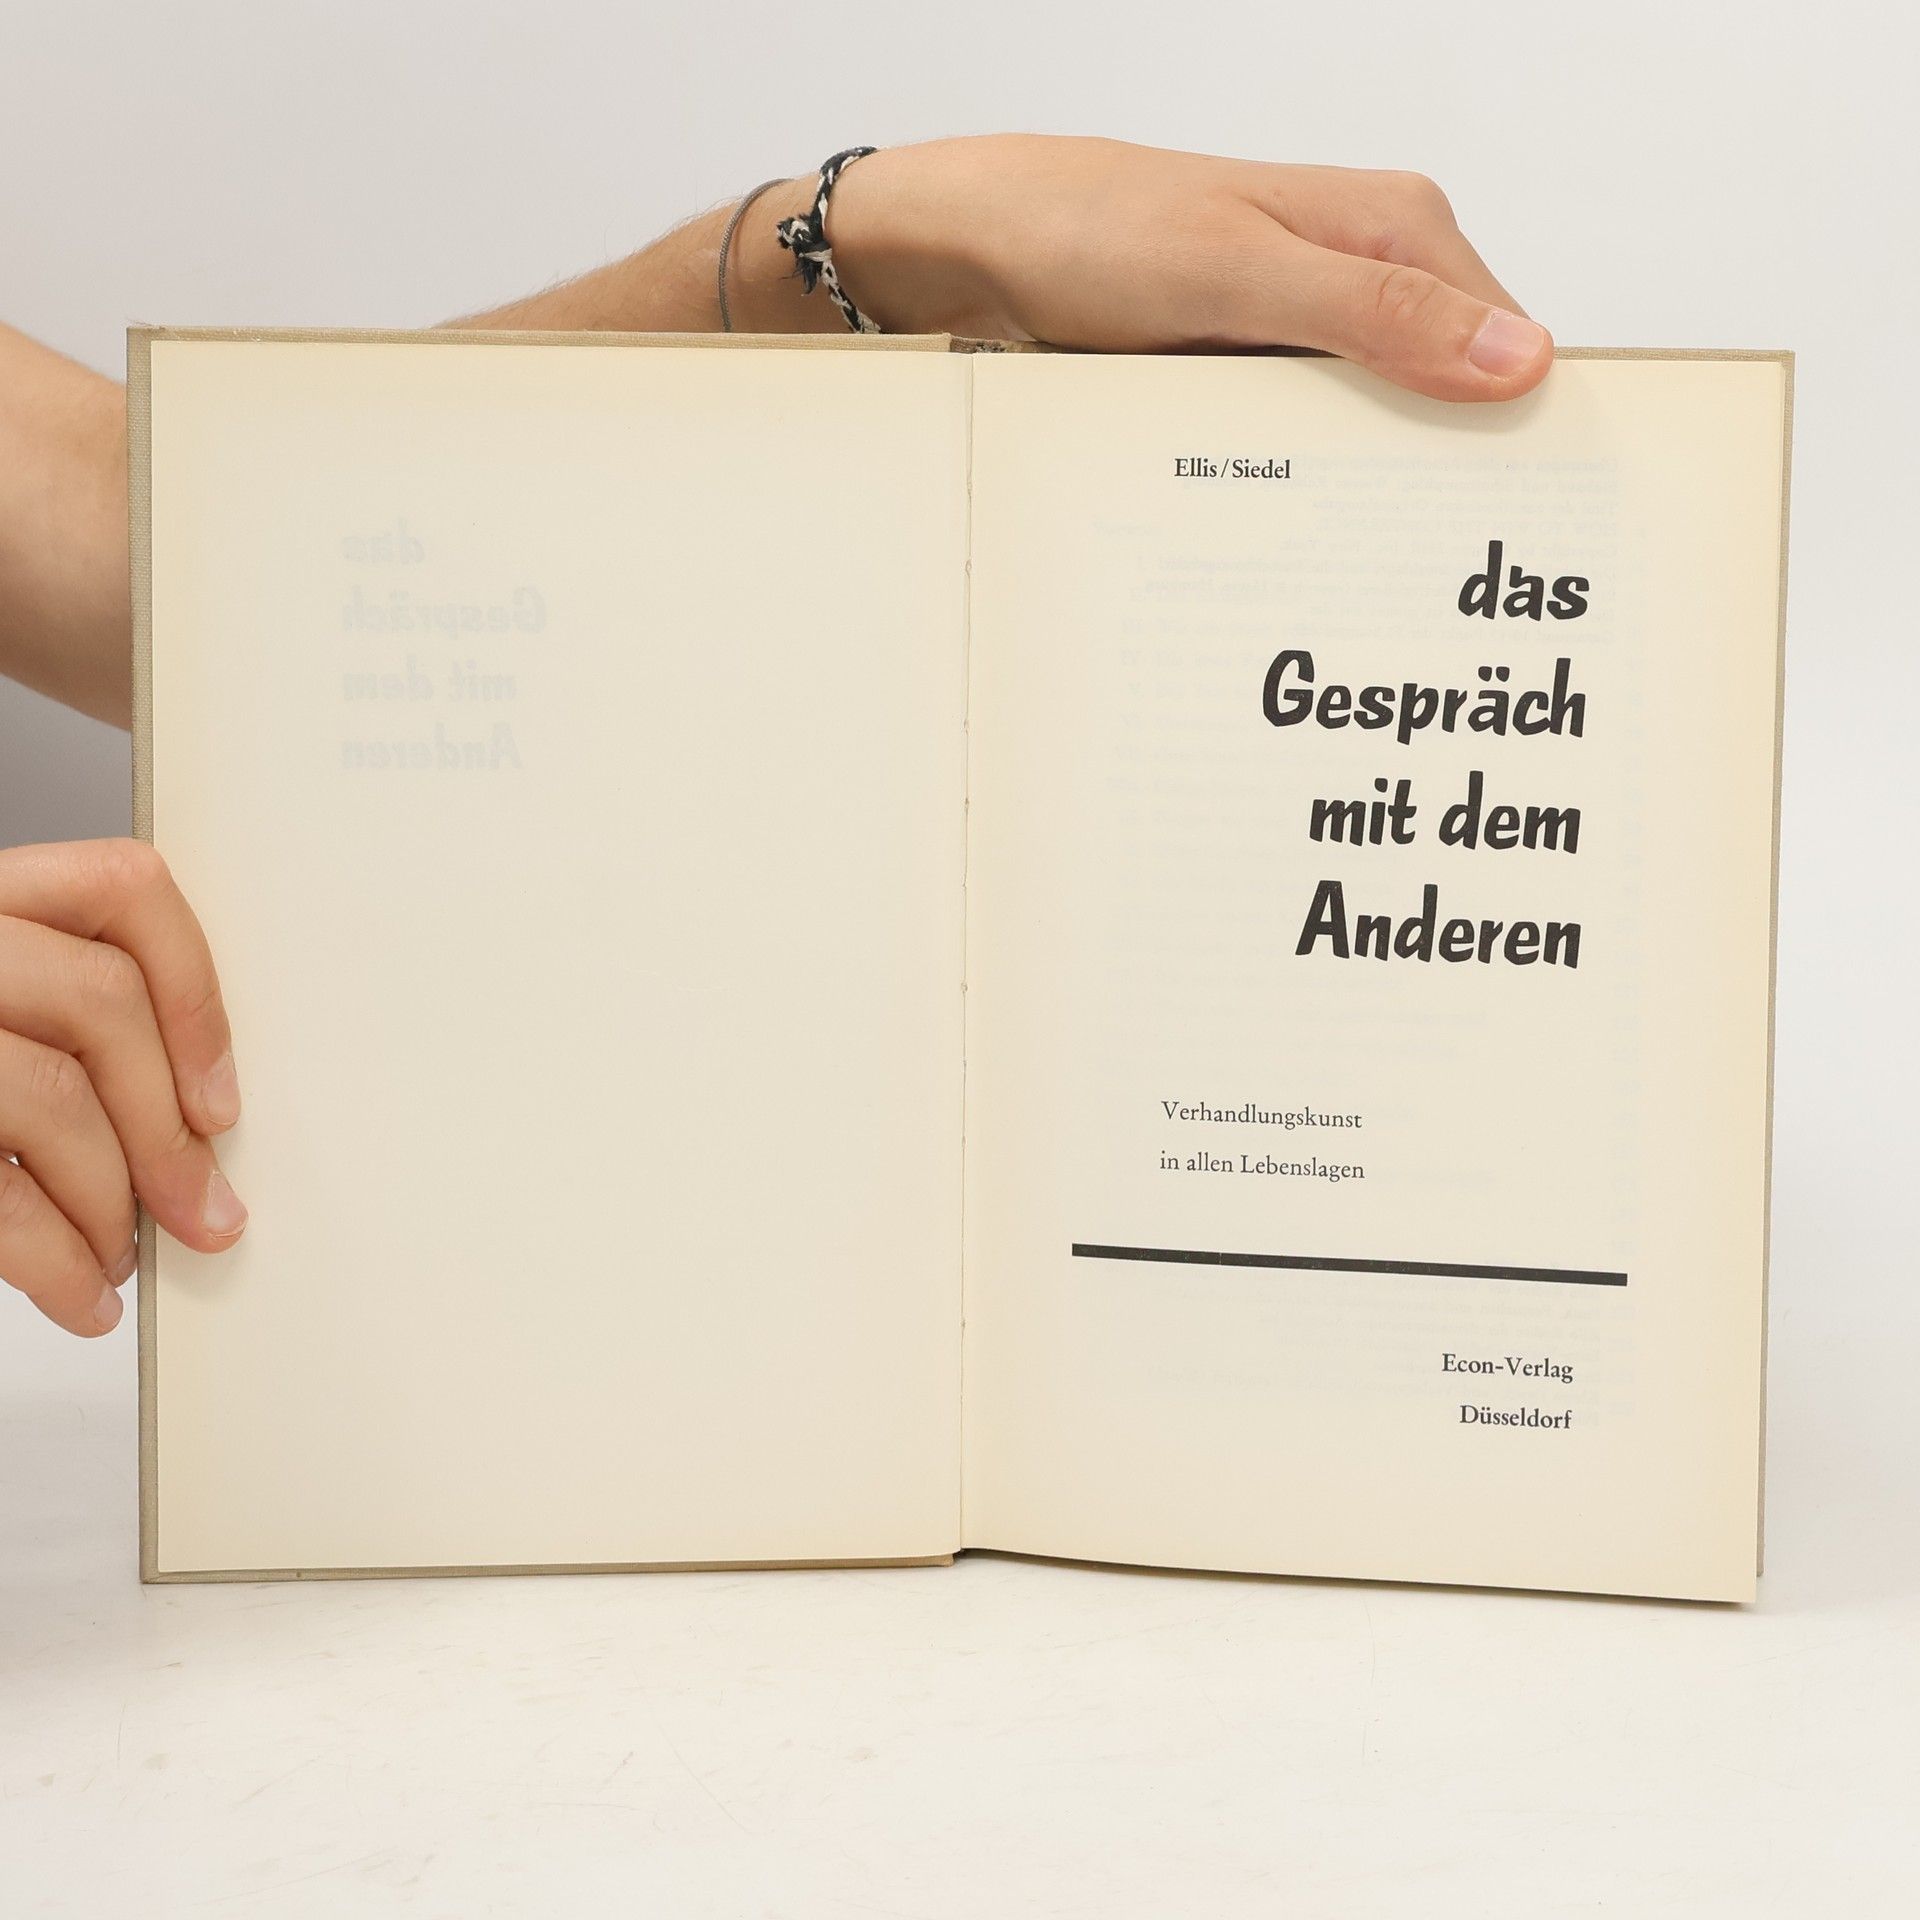 Ellis/Siedel
das
Gespräch
mit dem
Anderen
Verhandlungskunst
in allen Lebenslagen
Econ-Verlag
Düsseldorf